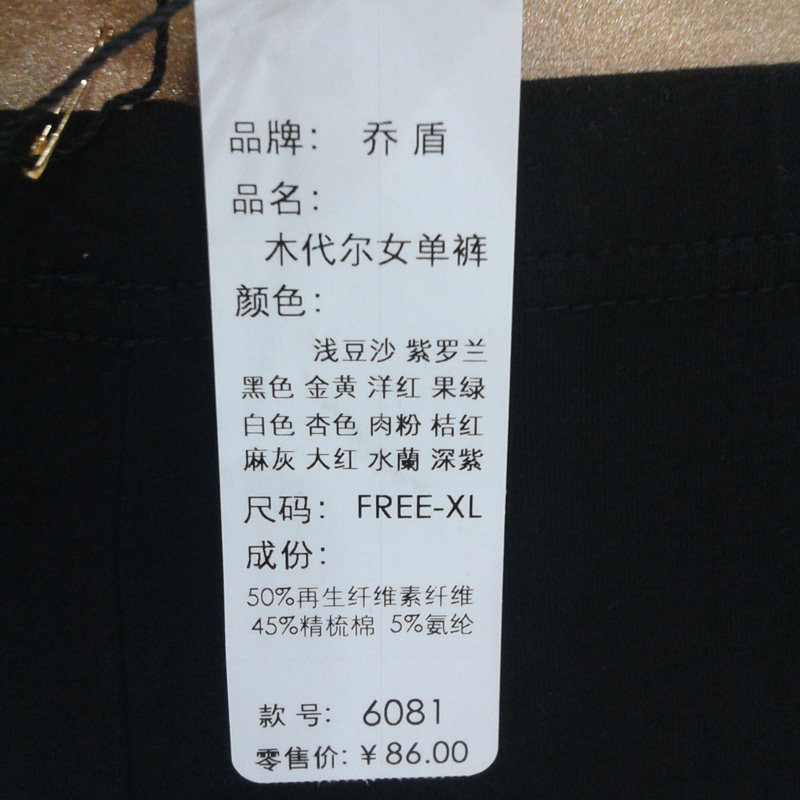 品牌： 乔 盾
品名：
木代尔女单裤
颜色：
浅豆沙 紫罗兰
黑色 金黄 洋红 果绿
白色 杏色 肉粉 桔红
麻灰 大红 水蘭 深紫
尺码： FREE-XL
成份：
50%再生纤维素纤维
45%精梳棉 5%氨纶
款 号： 6081
零售价：￥86.00